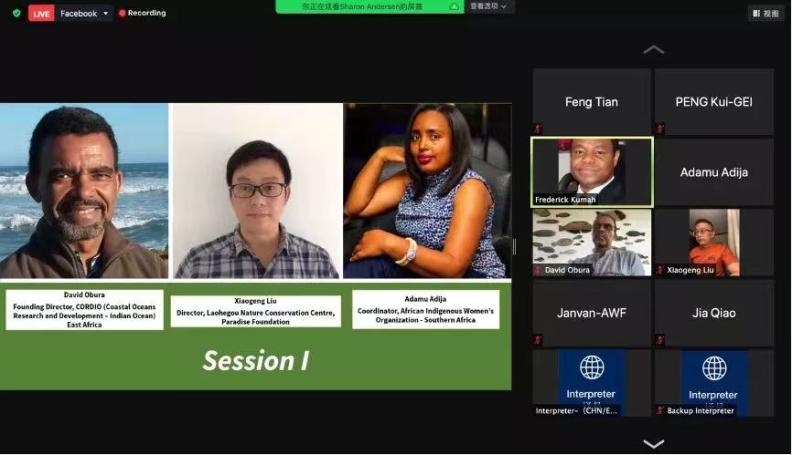 LIVE
Facebook
Recording
你正在观看Sharon Andersen的屏幕
查看选项
视图
David Obura
Founding Director, CORDIO (Coastal Oceans
Research and Development – Indian Ocean)
East Africa
Xiaogeng Liu
Director, Laohegou Nature Conservation Centre,
Paradise Foundation
Adamu Adija
Coordinator, African Indigenous Women's
Organization - Southern Africa
Session I
Feng Tian
PENG Kui-GEI
Frederick Kumah
Adamu Adija
David Obura
Xiaogeng Liu
Janvan-AWF
Jia Qiao
Interpreter
Interpreter- (CHN/E...
Interpreter
Backup Interpreter